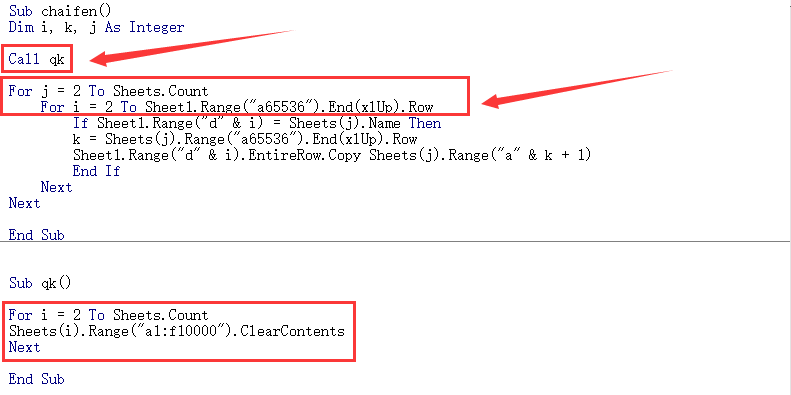 Sub chaifen()
Dim i, k, j As Integer
Call qk
For j = 2 To Sheets.Count
For i = 2 To Sheet1.Range("a65536").End(xlUp).Row
If Sheet1.Range("d" & i) = Sheets(j).Name Then
k = Sheets(j).Range("a65536").End(xlUp).Row
Sheet1.Range("d" & i).EntireRow.Copy Sheets(j).Range("a" & k + 1)
End If
Next
Next
End Sub
Sub qk()
For i = 2 To Sheets.Count
Sheets(i).Range("a1:f10000").ClearContents
Next
End Sub